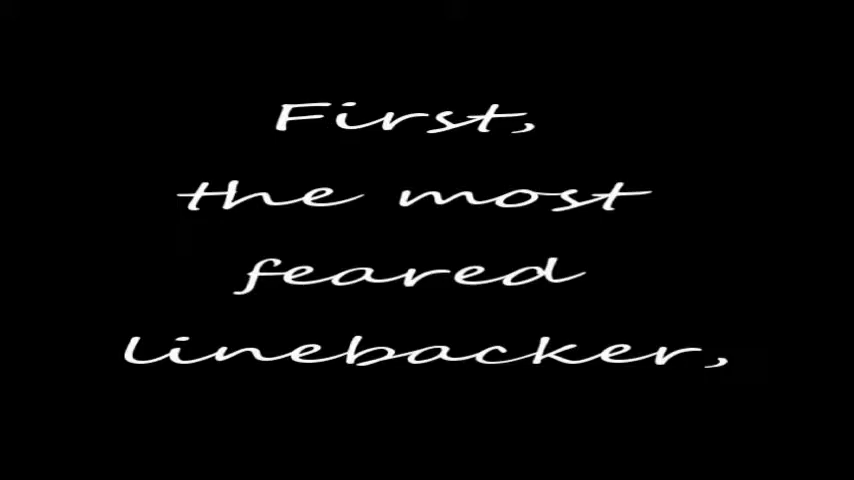 First,
the most
feared
linebacker,